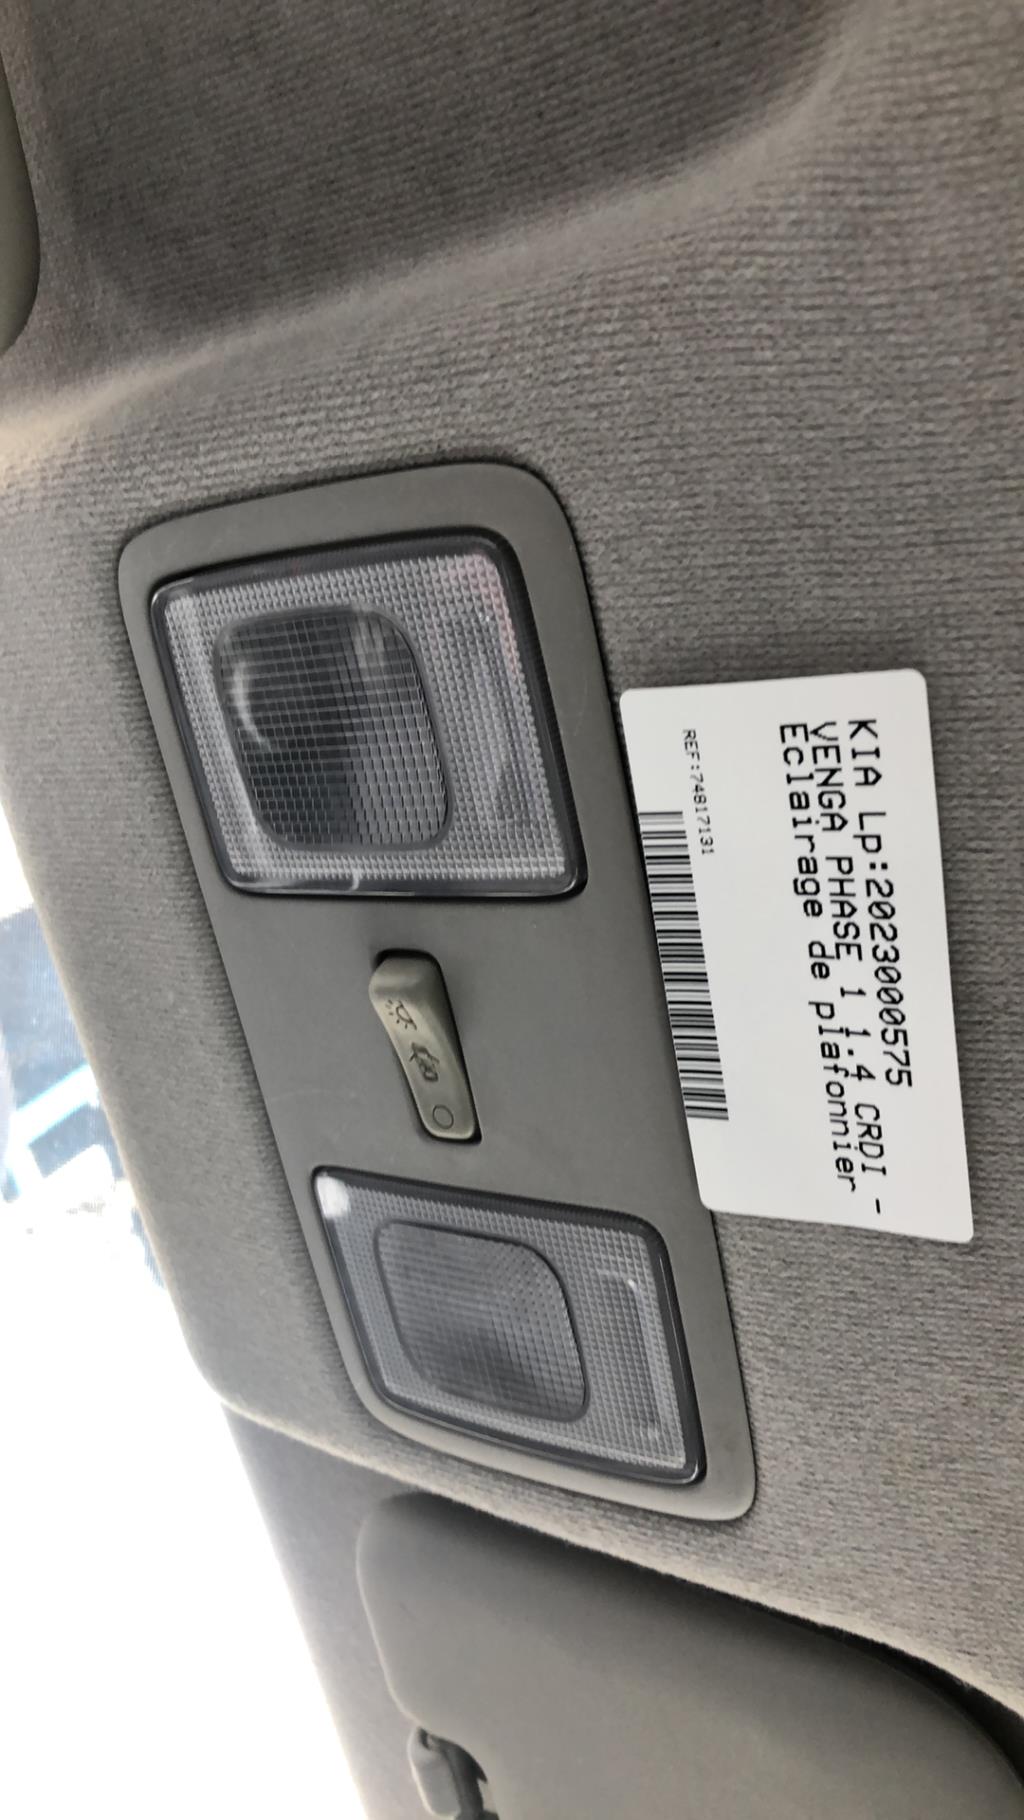 KIA Lp:2023000575
VENGA PHASE 1 1.4 CRDI -
Eclairage de plafonnier
REF:74817131